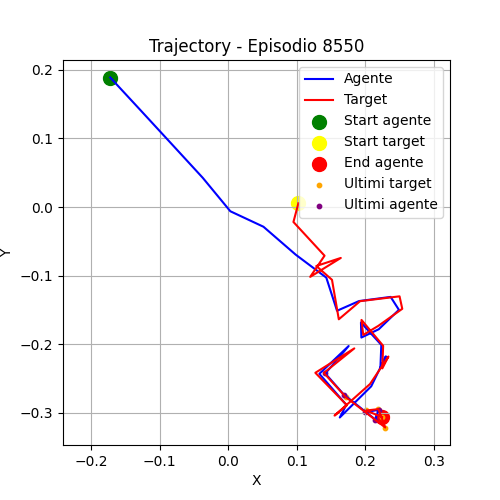 Trajectory - Episodio 8550
Agente
Target
Start agente
Start target
End agente
Ultimi target
Ultimi agente
0.2
0.1
0.0
−0.1
−0.2
−0.3
Y
−0.2
−0.1
0.0
0.1
0.2
0.3
X